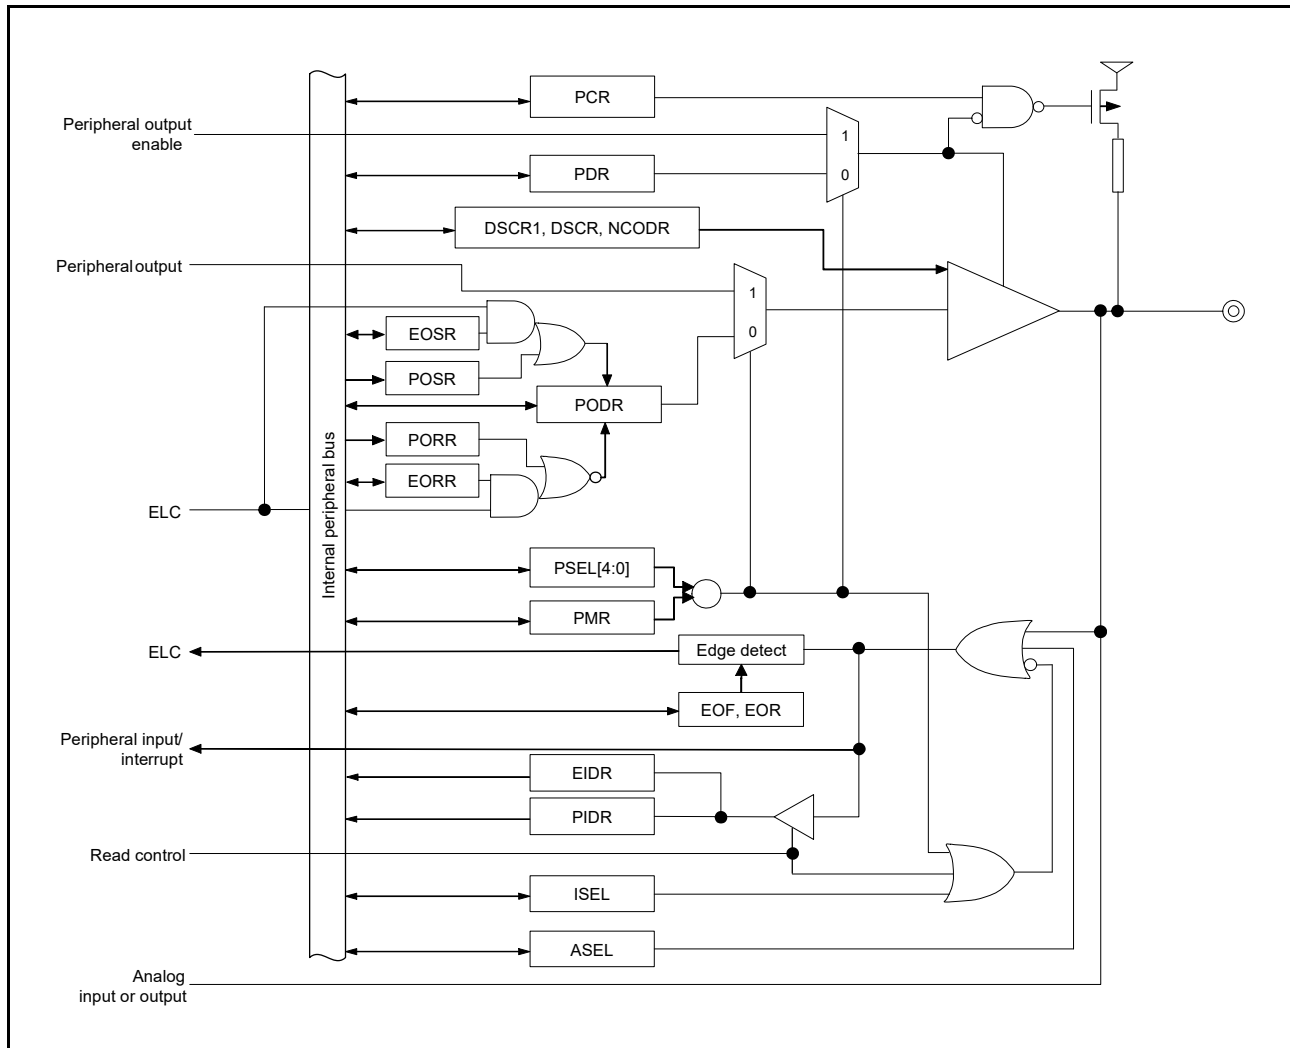 PCR
Peripheral output
enable
1
PDR
0
DSCR1, DSCR, NCODR
Peripheral output
1
EOSR
0
POSR
PODR
PORR
EORR
Internal peripheral bus
ELC
PSEL[4:0]
PMR
ELC
Edge detect
EOF, EOR
Peripheral input/
interrupt
EIDR
PIDR
Read control
ISEL
ASEL
Analog
input or output